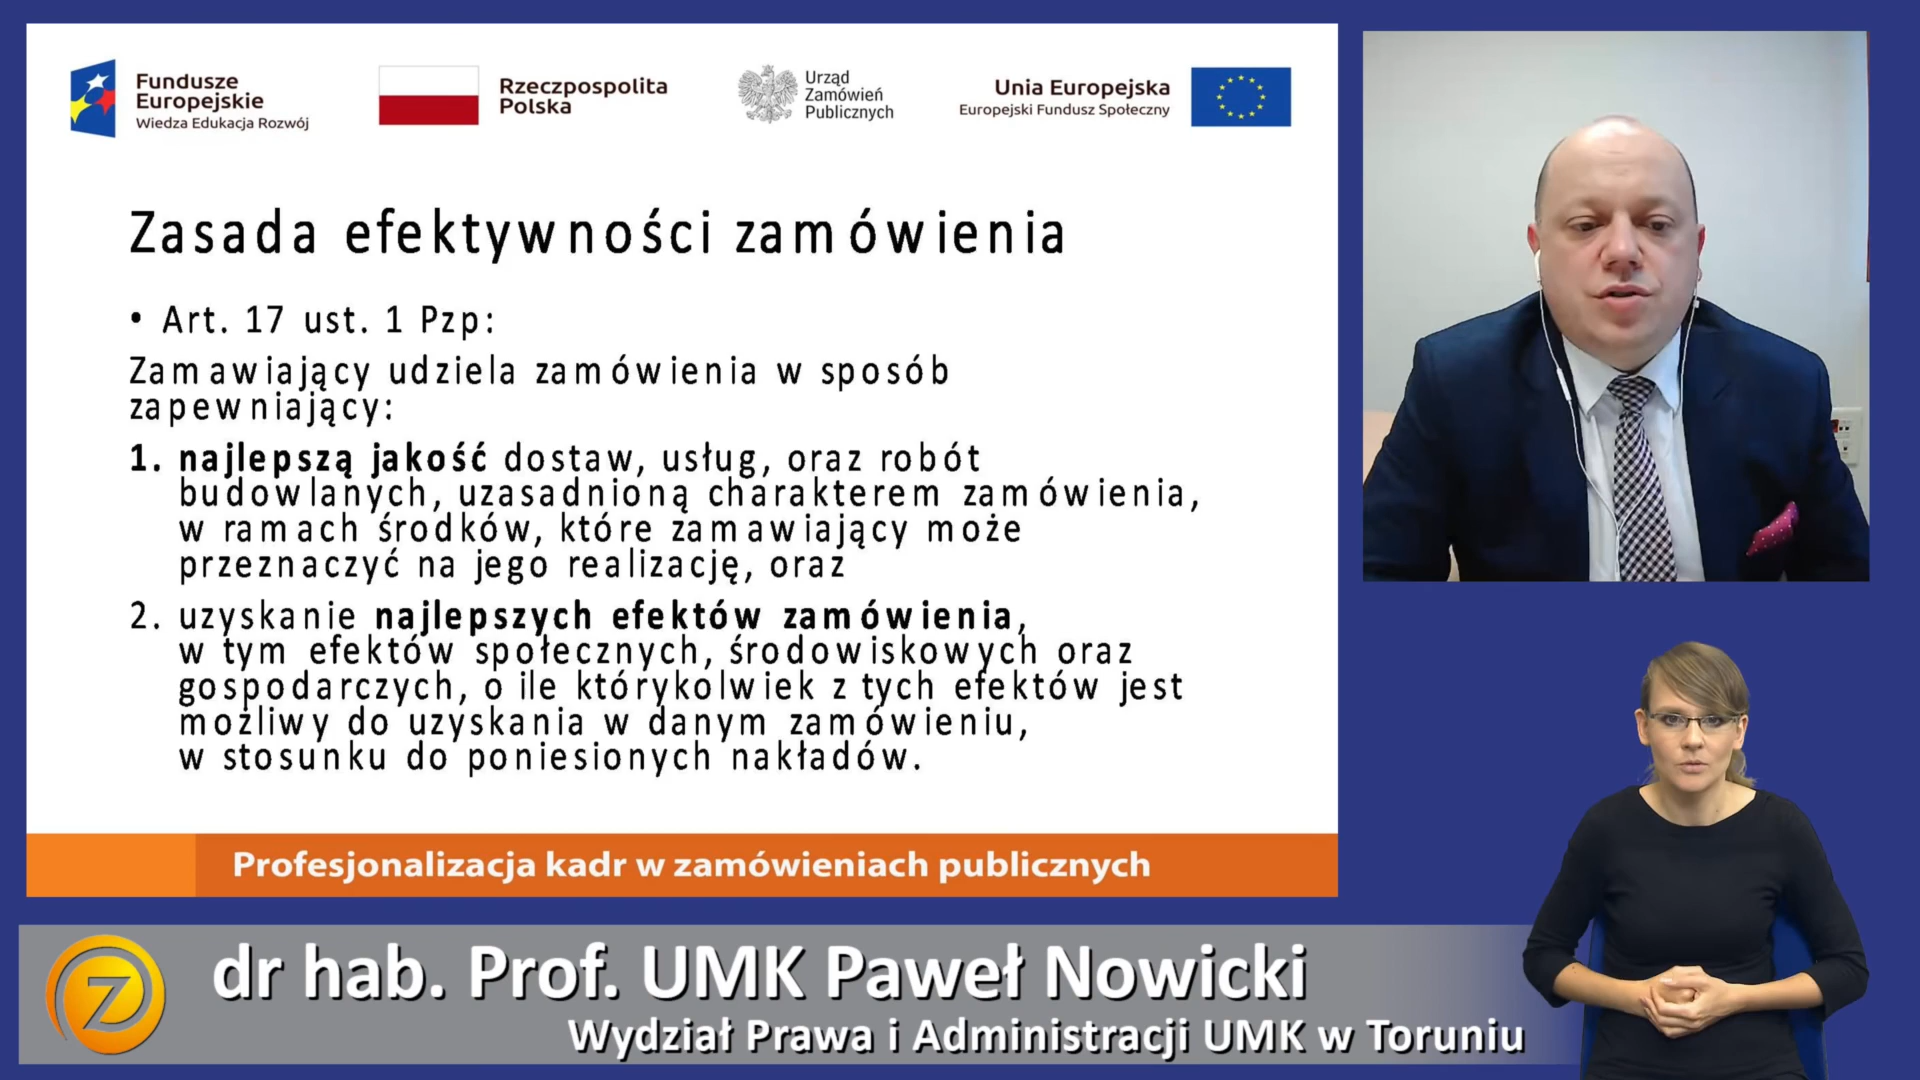 Fundusze
Europejskie
Wiedza Edukacja Rozwój
Rzeczpospolita
Polska
Urząd
Zamówień
Publicznych
Unia Europejska
Europejski Fundusz Społeczny
Zasada efektywności zamówienia
• Art. 17 ust. 1 Pzp:
Zamawiający udziela zamówienia w sposób
zapewniający:
1. najlepszą jakość dostaw, usług, oraz robót
budowlanych, uzasadnioną charakterem zamówienia,
w ramach środków, które zamawiający może
przeznaczyć na jego realizację, oraz
2. uzyskanie najlepszych efektów zamówienia,
w tym efektów społecznych, środowiskowych oraz
gospodarczych, o ile którykolwiek z tych efektów jest
możliwy do uzyskania w danym zamówieniu,
w stosunku do poniesionych nakładów.
Profesjonalizacja kadr w zamówieniach publicznych
Z
dr hab. Prof. UMK Paweł Nowicki
Wydział Prawa i Administracji UMK w Toruniu